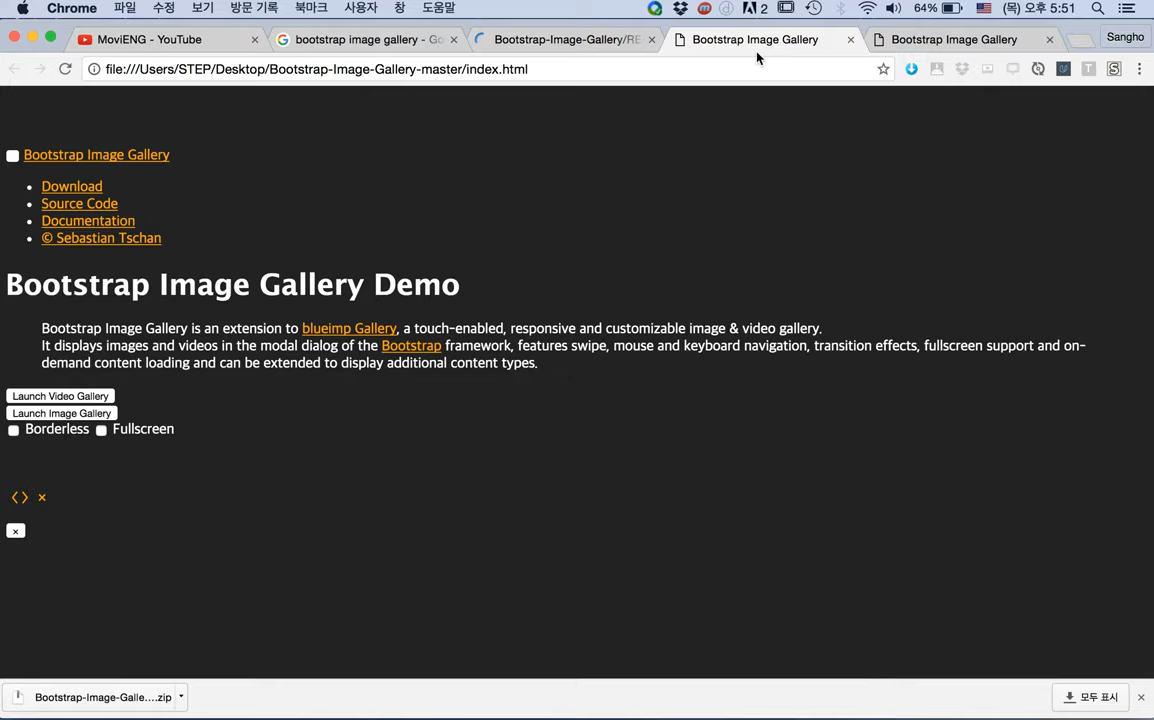 Chrome 파일 수정 보기 방문 기록 북마크 사용자 창 도움말 2 64% (목) 오후 5:51
MoviENG - YouTube × bootstrap image gallery - Go × Bootstrap-Image-Gallery/RE × Bootstrap Image Gallery × Bootstrap Image Gallery × Sangho
file:///Users/STEP/Desktop/Bootstrap-Image-Gallery-master/index.html
Bootstrap Image Gallery
Download
Source Code
Documentation
© Sebastian Tschan
Bootstrap Image Gallery Demo
Bootstrap Image Gallery is an extension to blueimp Gallery, a touch-enabled, responsive and customizable image & video gallery.
It displays images and videos in the modal dialog of the Bootstrap framework, features swipe, mouse and keyboard navigation, transition effects, fullscreen support and on-
demand content loading and can be extended to display additional content types.
Launch Video Gallery
Launch Image Gallery
Borderless Fullscreen
‹ › ×
×
Bootstrap-Image-Galle....zip 모두 표시 ×